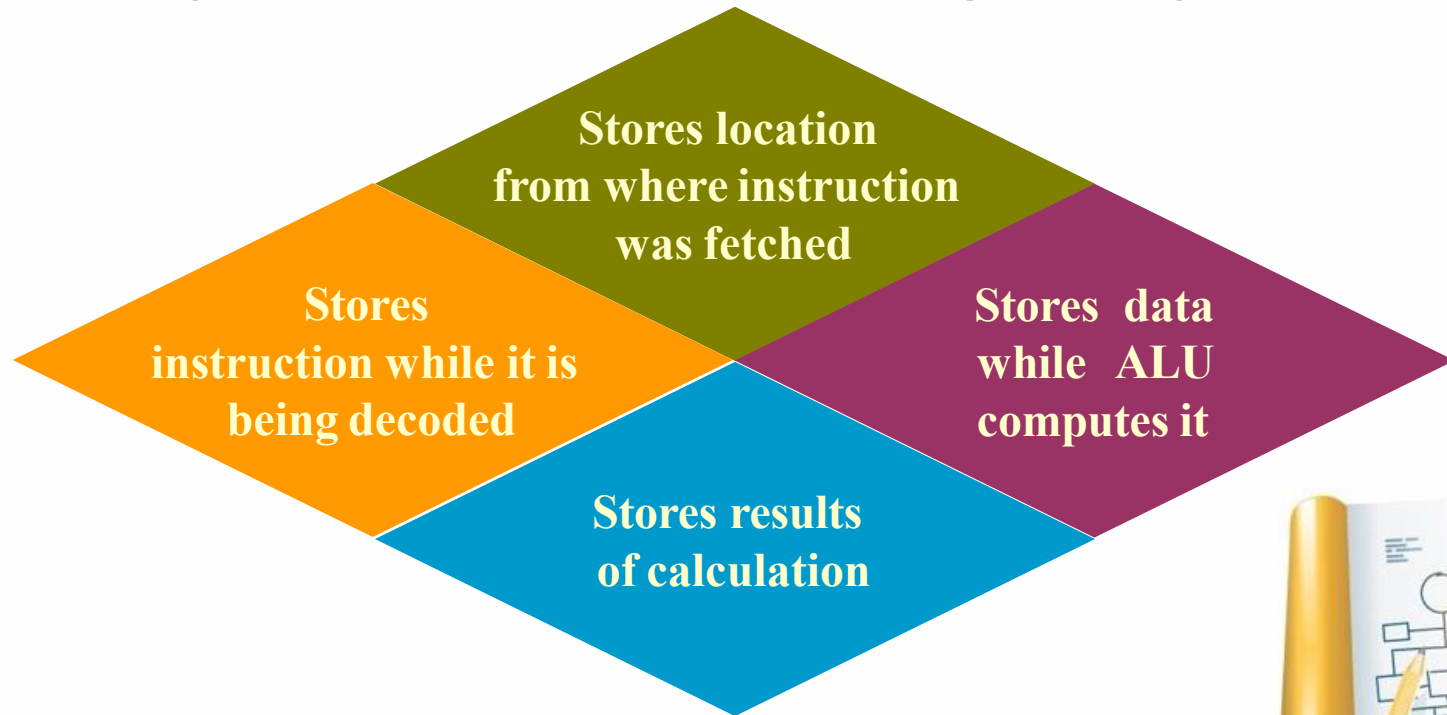 Stores location
from where instruction
was fetched
Stores
instruction while it is
being decoded
Stores data
while ALU
computes it
Stores results
of calculation